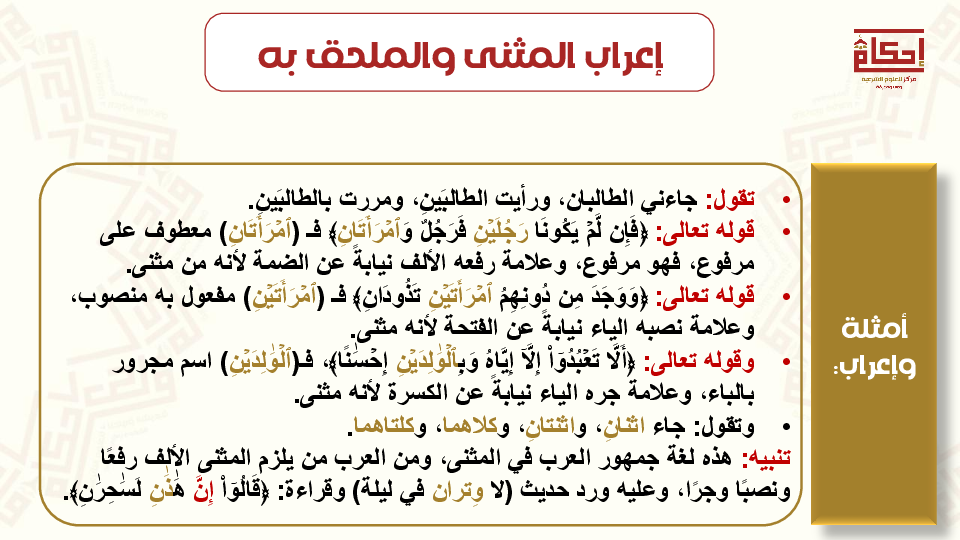 إعراب المثنى والملحق به
إحكام
مركز للعلوم الشرعية
• تقول: جاءني الطالبان، ورأيت الطالبَينِ، ومررت بالطالبَينِ.
• قوله تعالى: ﴿فَإِن لَّمۡ يَكُونَا رَجُلَيۡنِ فَرَجُلٌ وَٱمۡرَأَتَانِ﴾ فـ (ٱمۡرَأَتَانِ) معطوف على
مرفوع، فهو مرفوع، وعلامة رفعه الألف نيابةً عن الضمة لأنه من مثنى.
• قوله تعالى: ﴿وَوَجَدَ مِن دُونِهِمُ ٱمۡرَأَتَيۡنِ تَذُودَانِ﴾ فـ (ٱمۡرَأَتَيۡنِ) مفعول به منصوب،
وعلامة نصبه الياء نيابةً عن الفتحة لأنه مثنى.
• وقوله تعالى: ﴿أَلَّا تَعۡبُدُوٓاْ إِلَّآ إِيَّاهُ وَبِٱلۡوَٰلِدَيۡنِ إِحۡسَٰنًا﴾، فـ(ٱلۡوَٰلِدَيۡنِ) اسم مجرور
بالباء، وعلامة جره الياء نيابةً عن الكسرة لأنه مثنى.
• وتقول: جاء اثنانِ، واثنتانِ، وكلاهما، وكلتاهما.
تنبيه: هذه لغة جمهور العرب في المثنى، ومن العرب من يلزم المثنى الألف رفعًا
ونصبًا وجرًا، وعليه ورد حديث (لا وِتران في ليلة) وقراءة: ﴿قَالُوٓاْ إِنَّ هَٰذَٰنِ لَسَٰحِرَٰنِ﴾.
أمثلة
وإعراب: